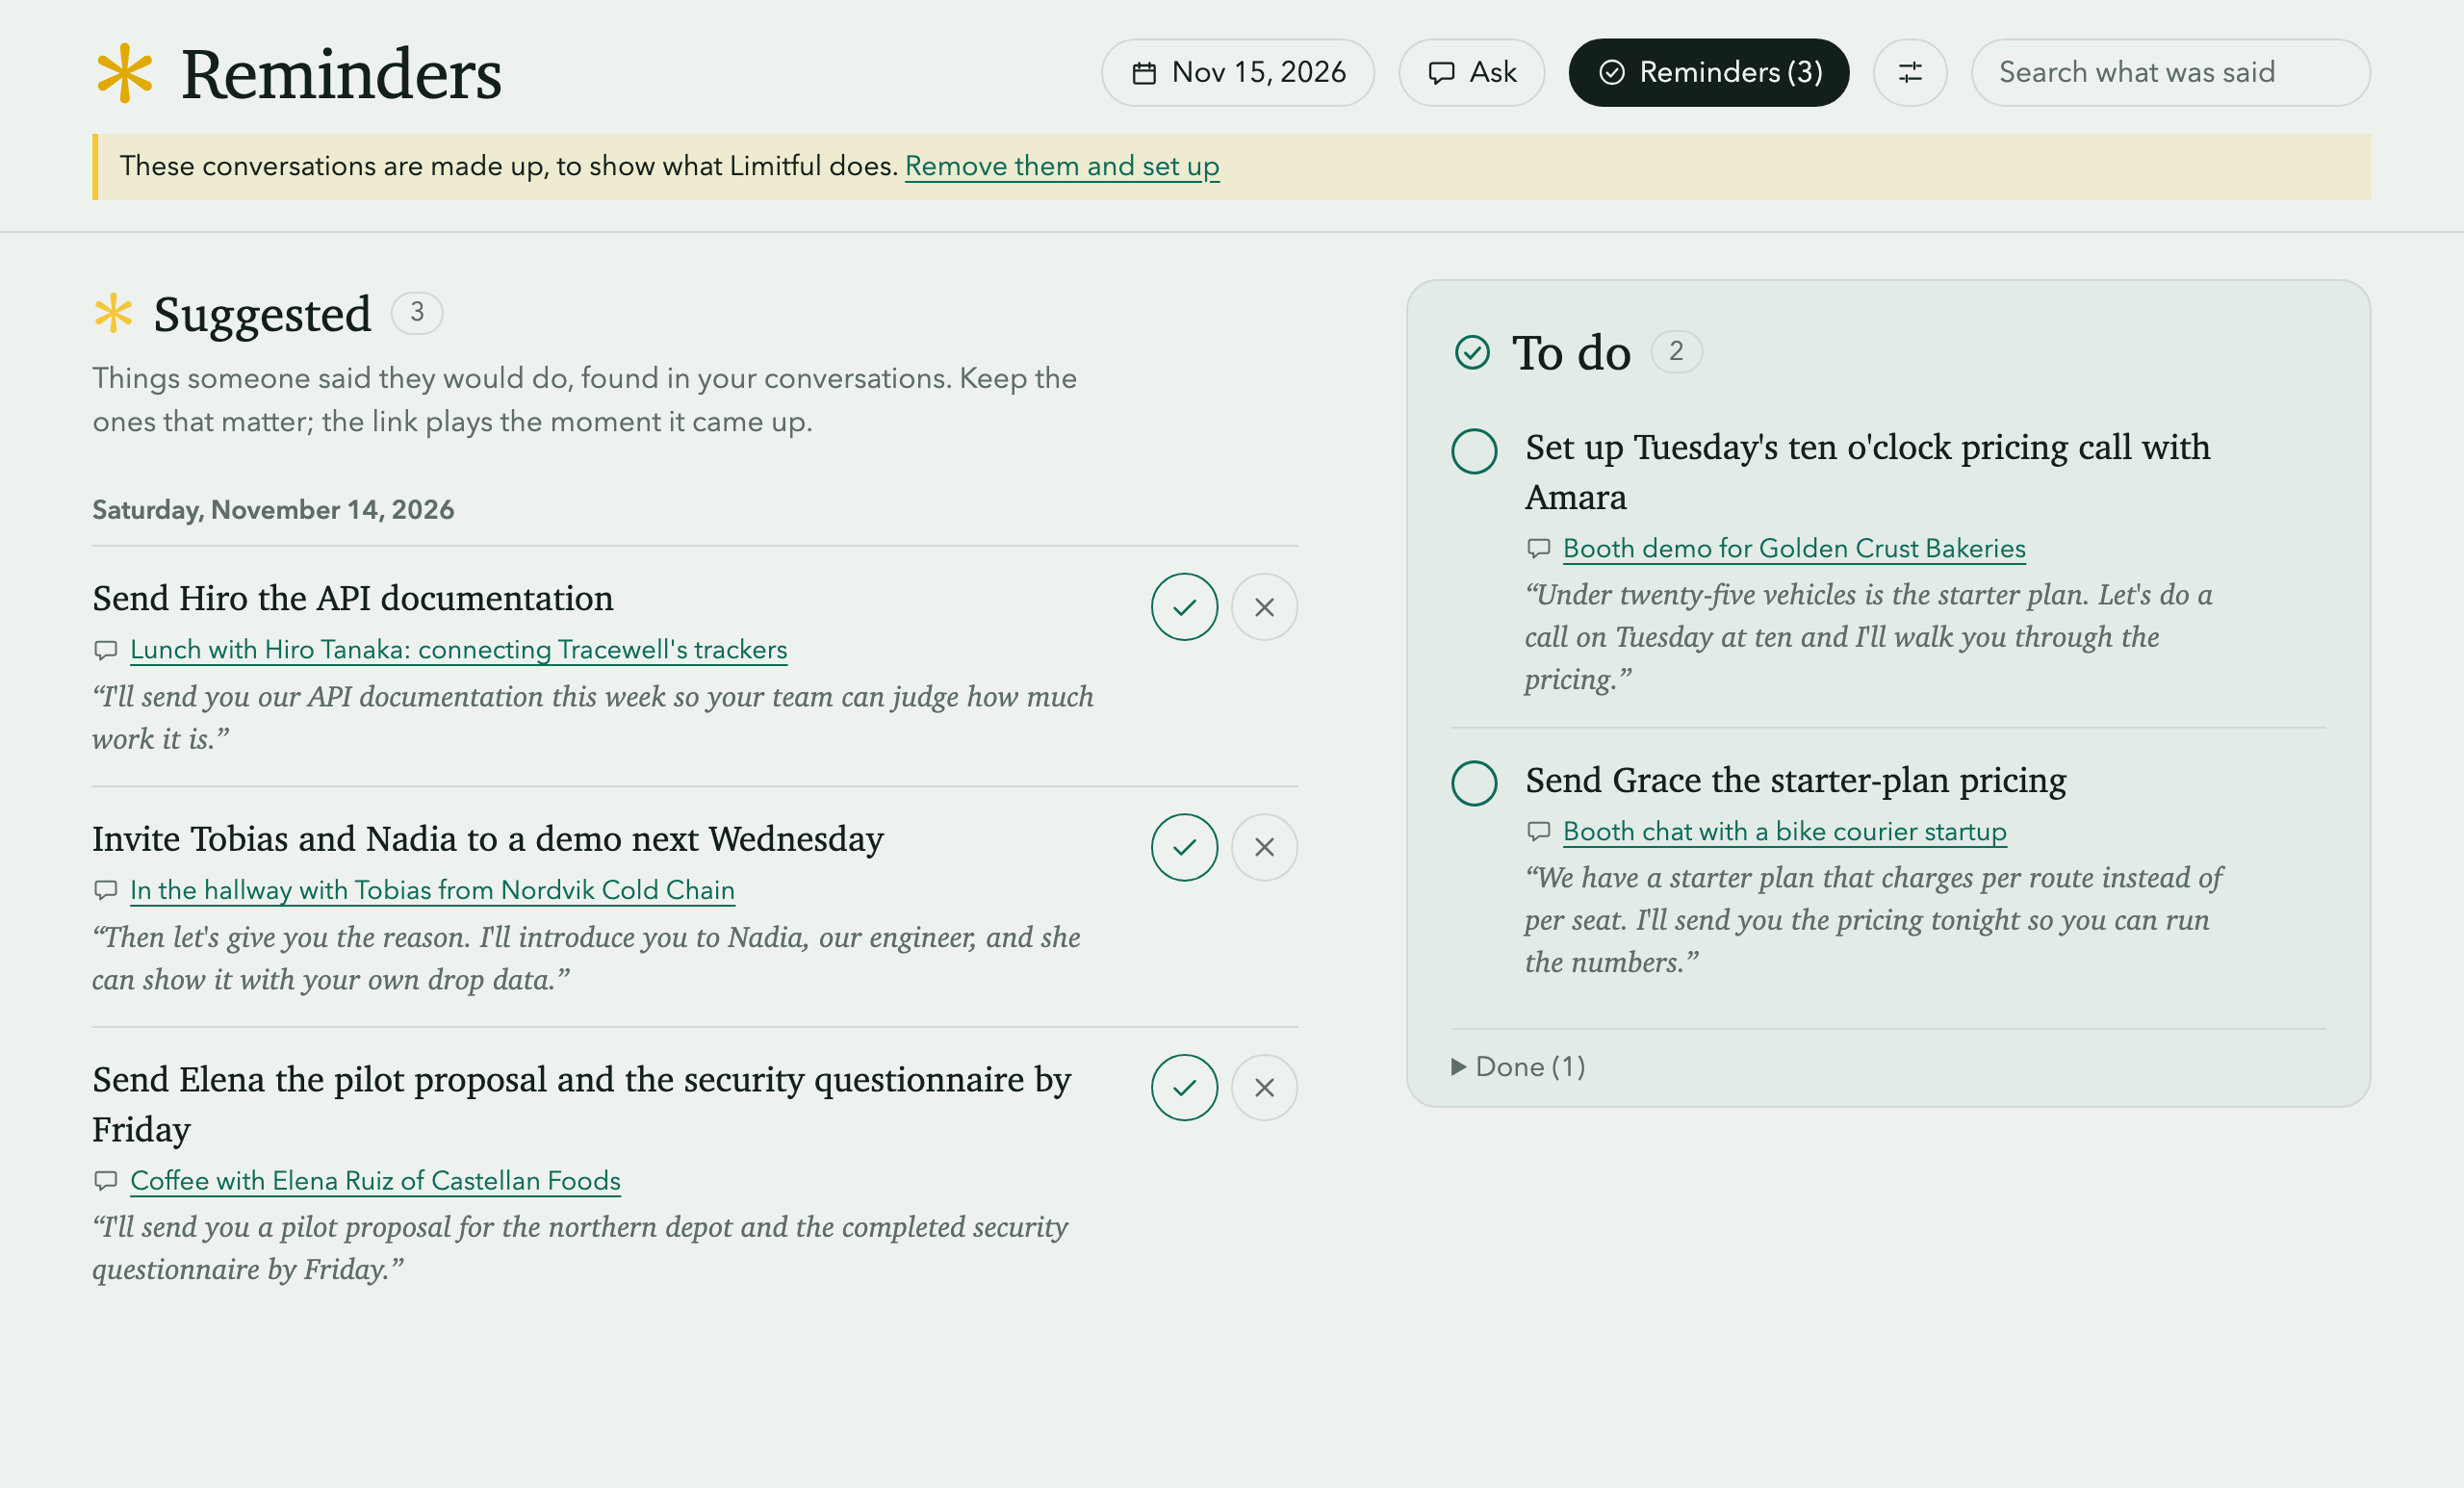 Reminders
Nov 15, 2026
Ask
Reminders (3)
Search what was said
These conversations are made up, to show what Limitful does. Remove them and set up
Suggested 3
Things someone said they would do, found in your conversations. Keep the
ones that matter; the link plays the moment it came up.
Saturday, November 14, 2026
Send Hiro the API documentation
Lunch with Hiro Tanaka: connecting Tracewell's trackers
“I'll send you our API documentation this week so your team can judge how much
work it is.”
Invite Tobias and Nadia to a demo next Wednesday
In the hallway with Tobias from Nordvik Cold Chain
“Then let's give you the reason. I'll introduce you to Nadia, our engineer, and she
can show it with your own drop data.”
Send Elena the pilot proposal and the security questionnaire by
Friday
Coffee with Elena Ruiz of Castellan Foods
“I'll send you a pilot proposal for the northern depot and the completed security
questionnaire by Friday.”
To do 2
Set up Tuesday's ten o'clock pricing call with
Amara
Booth demo for Golden Crust Bakeries
“Under twenty-five vehicles is the starter plan. Let's do a
call on Tuesday at ten and I'll walk you through the
pricing.”
Send Grace the starter-plan pricing
Booth chat with a bike courier startup
“We have a starter plan that charges per route instead of
per seat. I'll send you the pricing tonight so you can run
the numbers.”
Done (1)